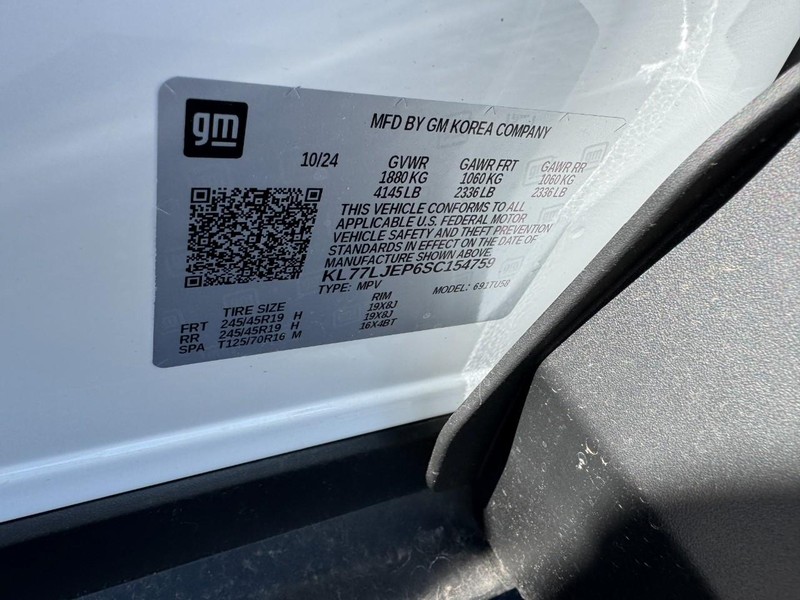 gm
MFD BY GM KOREA COMPANY
10/24 GVWR GAWR FRT GAWR RR
1880 KG 1060 KG 1060 KG
4145 LB 2336 LB 2336 LB
THIS VEHICLE CONFORMS TO ALL
APPLICABLE U.S. FEDERAL MOTOR
VEHICLE SAFETY AND THEFT PREVENTION
STANDARDS IN EFFECT ON THE DATE OF
MANUFACTURE SHOWN ABOVE.
KL77LJEP6SC154759
TYPE: MPV MODEL: 691TU58
TIRE SIZE RIM
FRT 245/45R19 H 19X8J
RR 245/45R19 H 19X8J
SPA T125/70R16 M 16X4BT